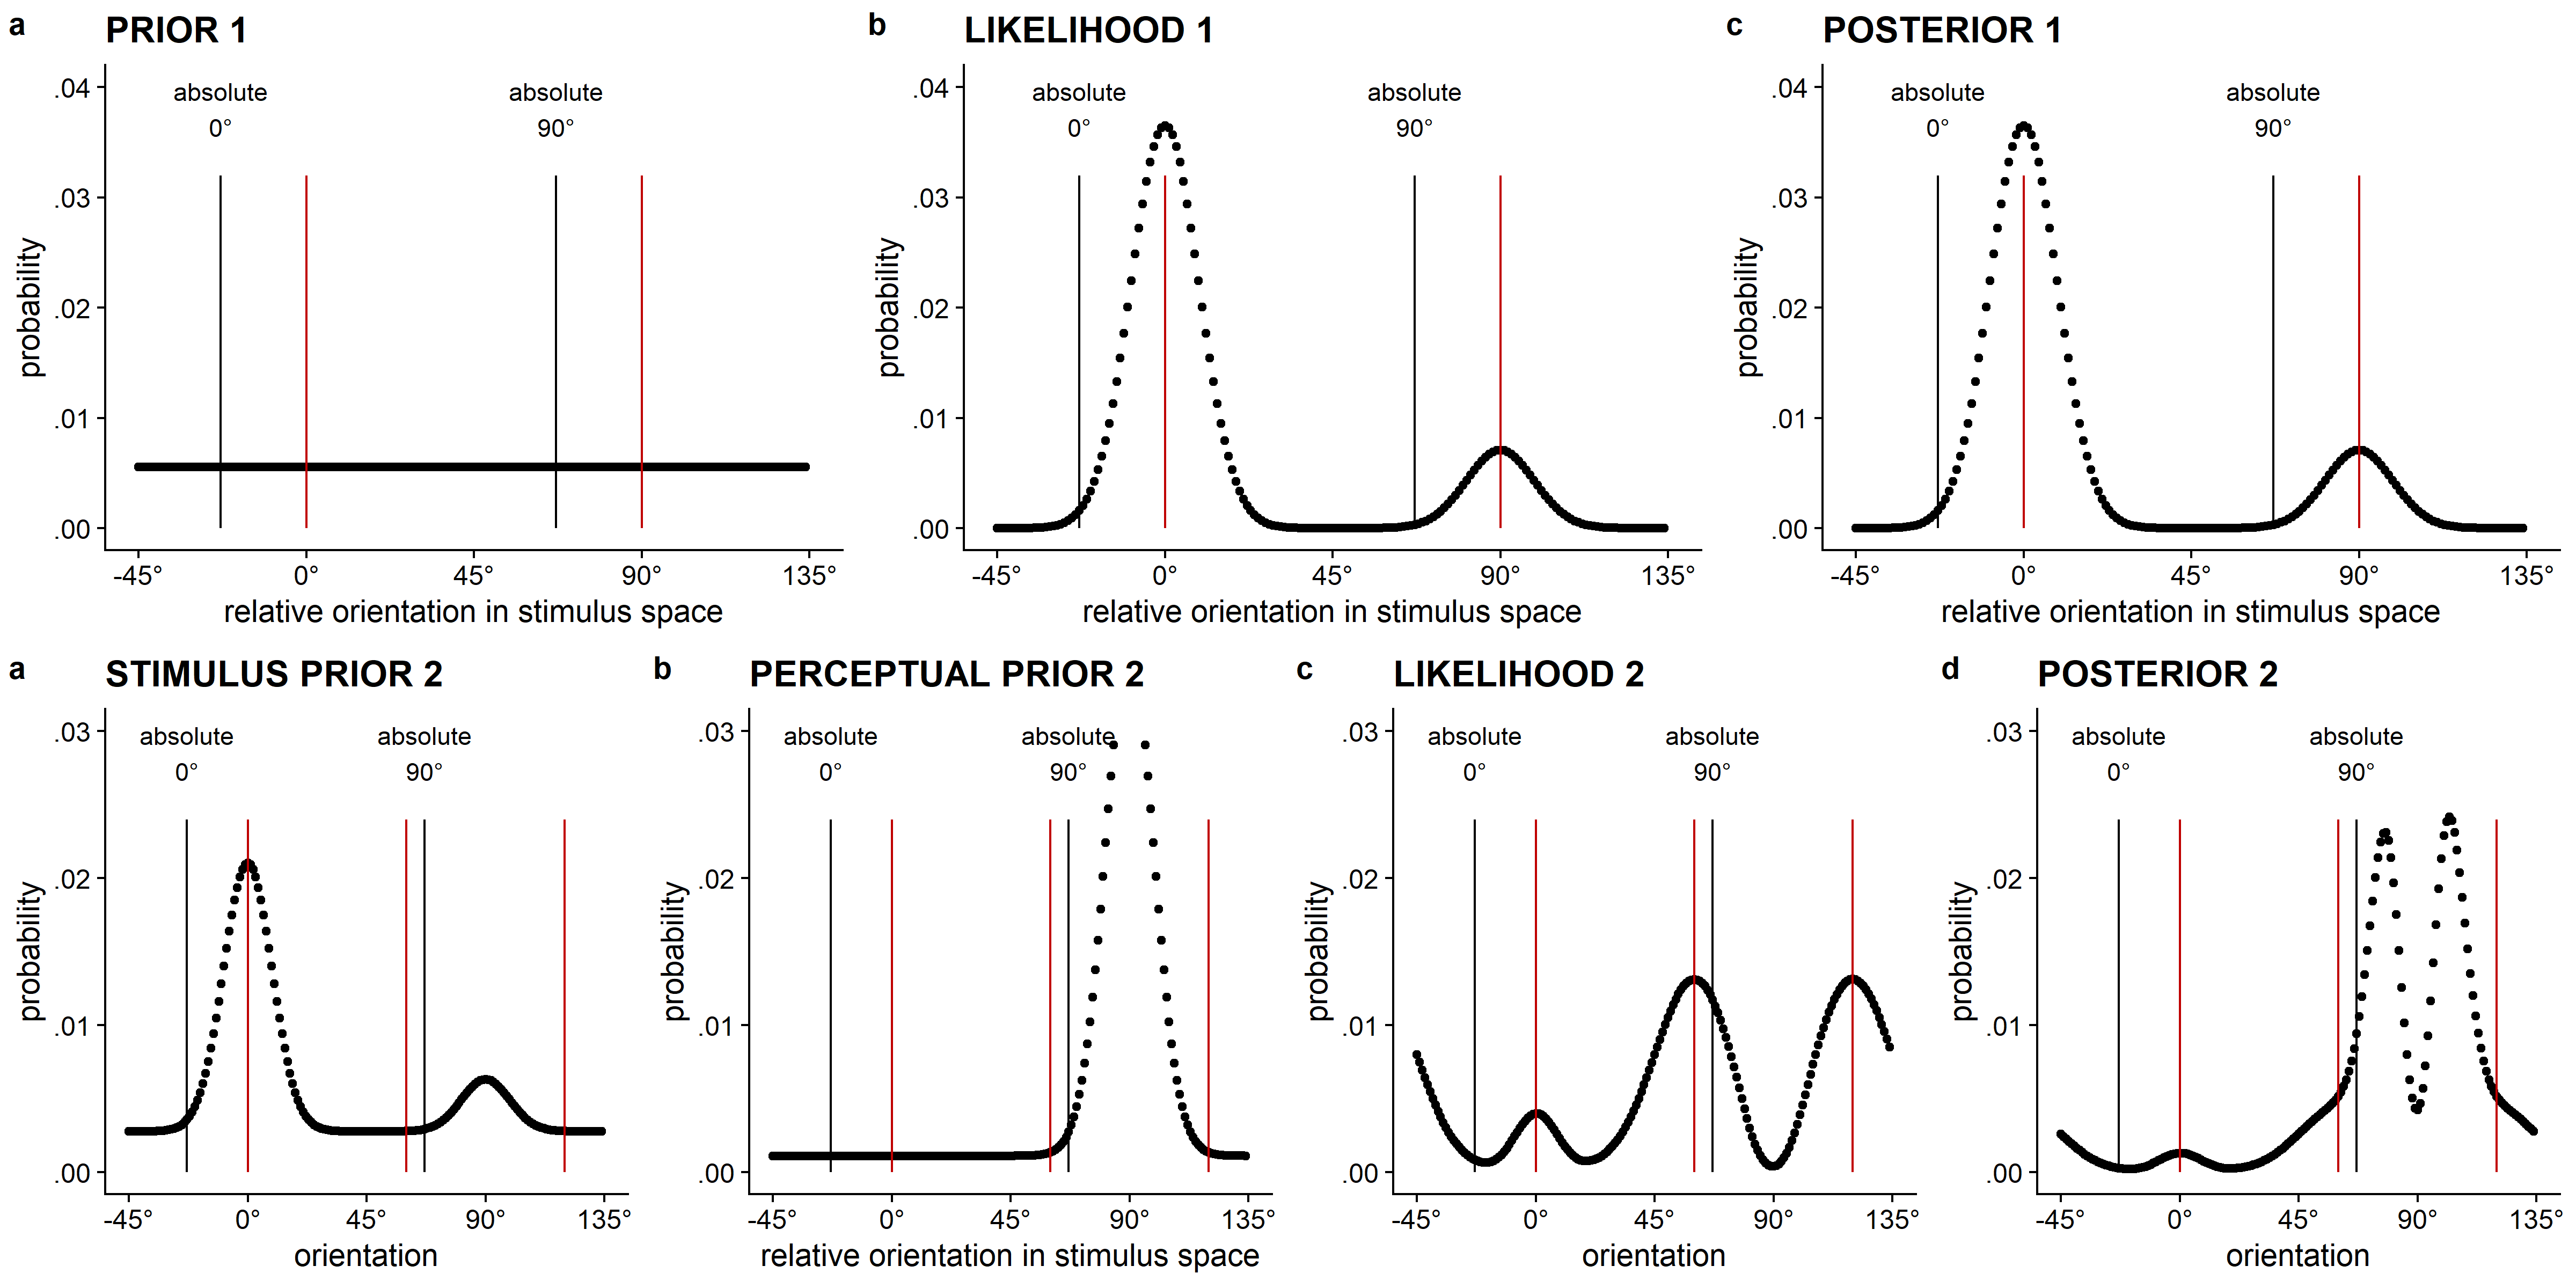 a PRIOR 1
absolute absolute
0° 90°
.04
.03
.02
.01
.00
probability
-45° 0° 45° 90° 135°
relative orientation in stimulus space
b LIKELIHOOD 1
absolute absolute
0° 90°
.04
.03
.02
.01
.00
probability
-45° 0° 45° 90° 135°
relative orientation in stimulus space
c POSTERIOR 1
absolute absolute
0° 90°
.04
.03
.02
.01
.00
probability
-45° 0° 45° 90° 135°
relative orientation in stimulus space
a STIMULUS PRIOR 2
absolute absolute
0° 90°
.03
.02
.01
.00
probability
-45° 0° 45° 90° 135°
orientation
b PERCEPTUAL PRIOR 2
absolute absolute
0° 90°
.03
.02
.01
.00
probability
-45° 0° 45° 90° 135°
relative orientation in stimulus space
c LIKELIHOOD 2
absolute absolute
0° 90°
.03
.02
.01
.00
probability
-45° 0° 45° 90° 135°
orientation
d POSTERIOR 2
absolute absolute
0° 90°
.03
.02
.01
.00
probability
-45° 0° 45° 90° 135°
orientation